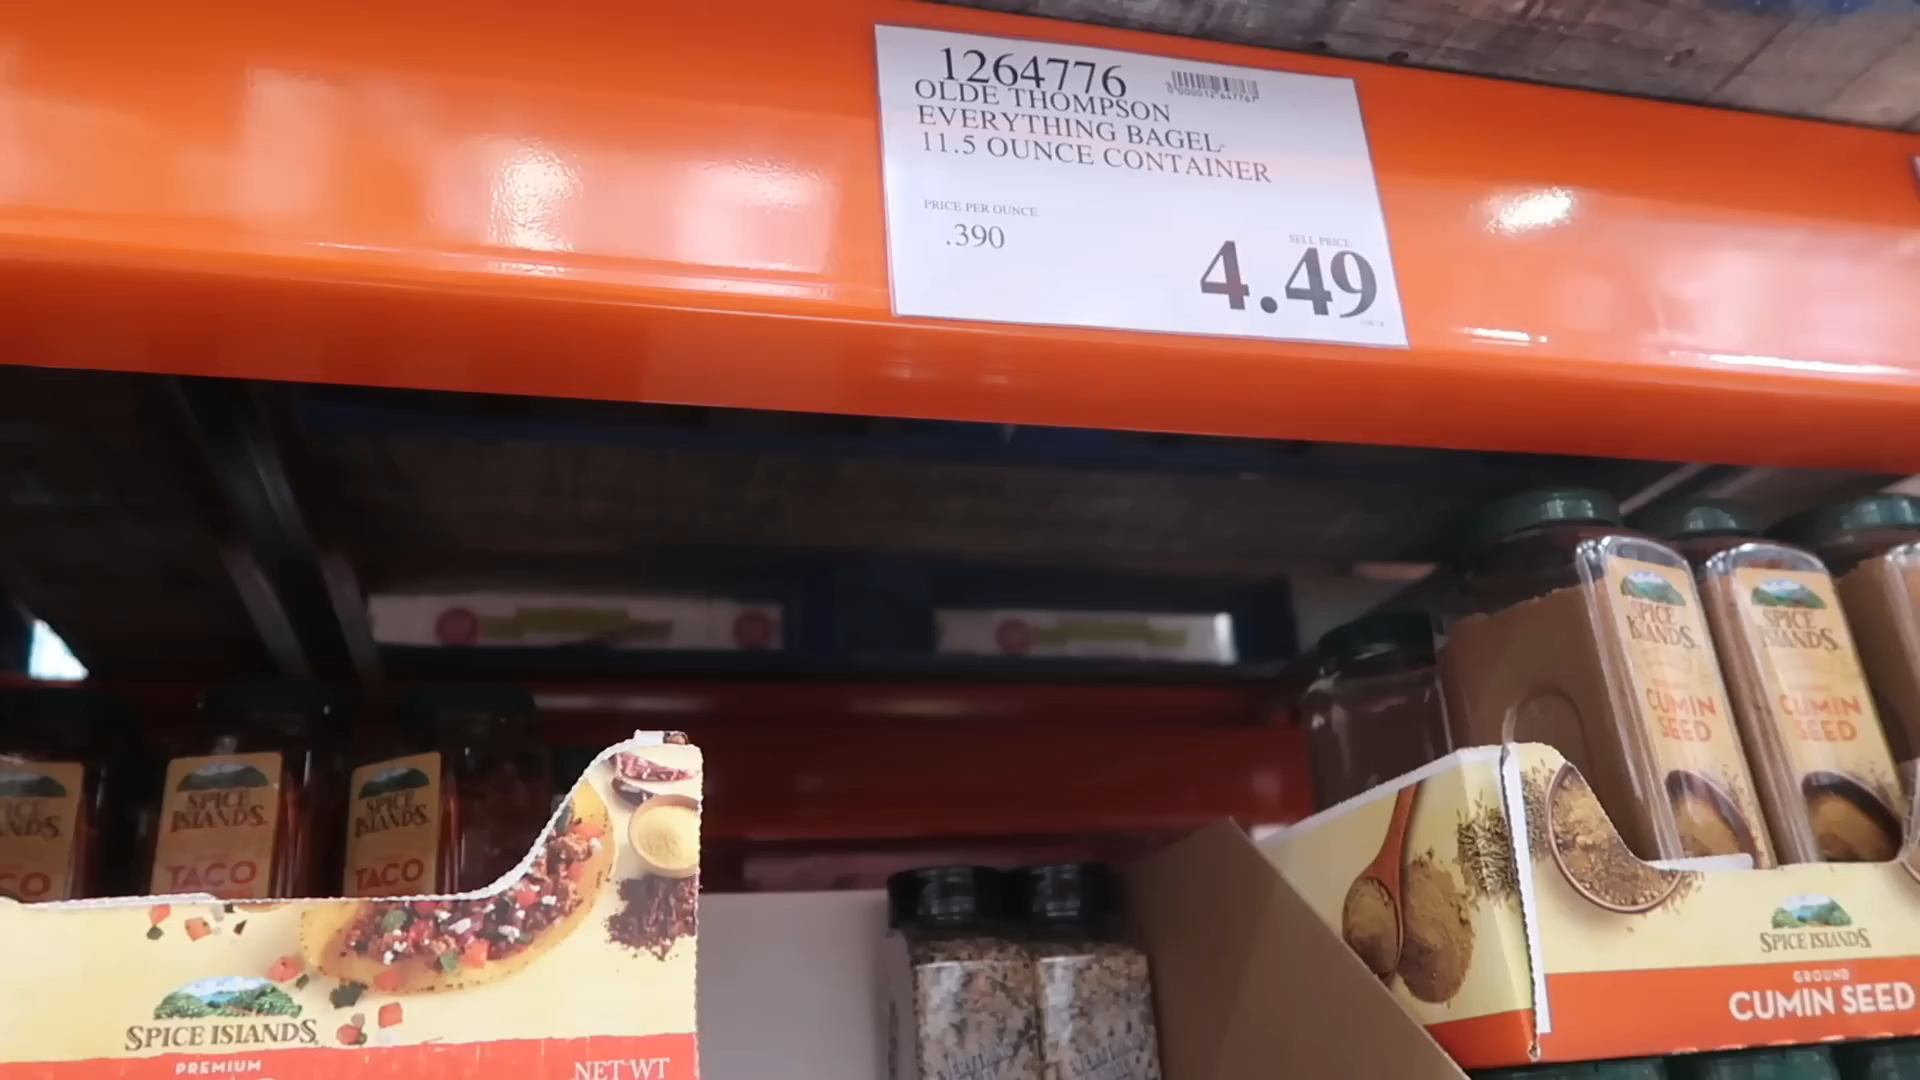 1264776
OLDE THOMPSON
EVERYTHING BAGEL-
11.5 OUNCE CONTAINER
PRICE PER OUNCE
.390
SELL PRICE
4.49
SPICE
ISLANDS
CUMIN
SEED
SPICE
ISLANDS
CUMIN
SEED
SPICE
ISLANDS
TACO
SPICE
ISLANDS
TACO
SPICE ISLANDS
PREMIUM
NET WT
SPICE ISLANDS
GROUND
CUMIN SEED